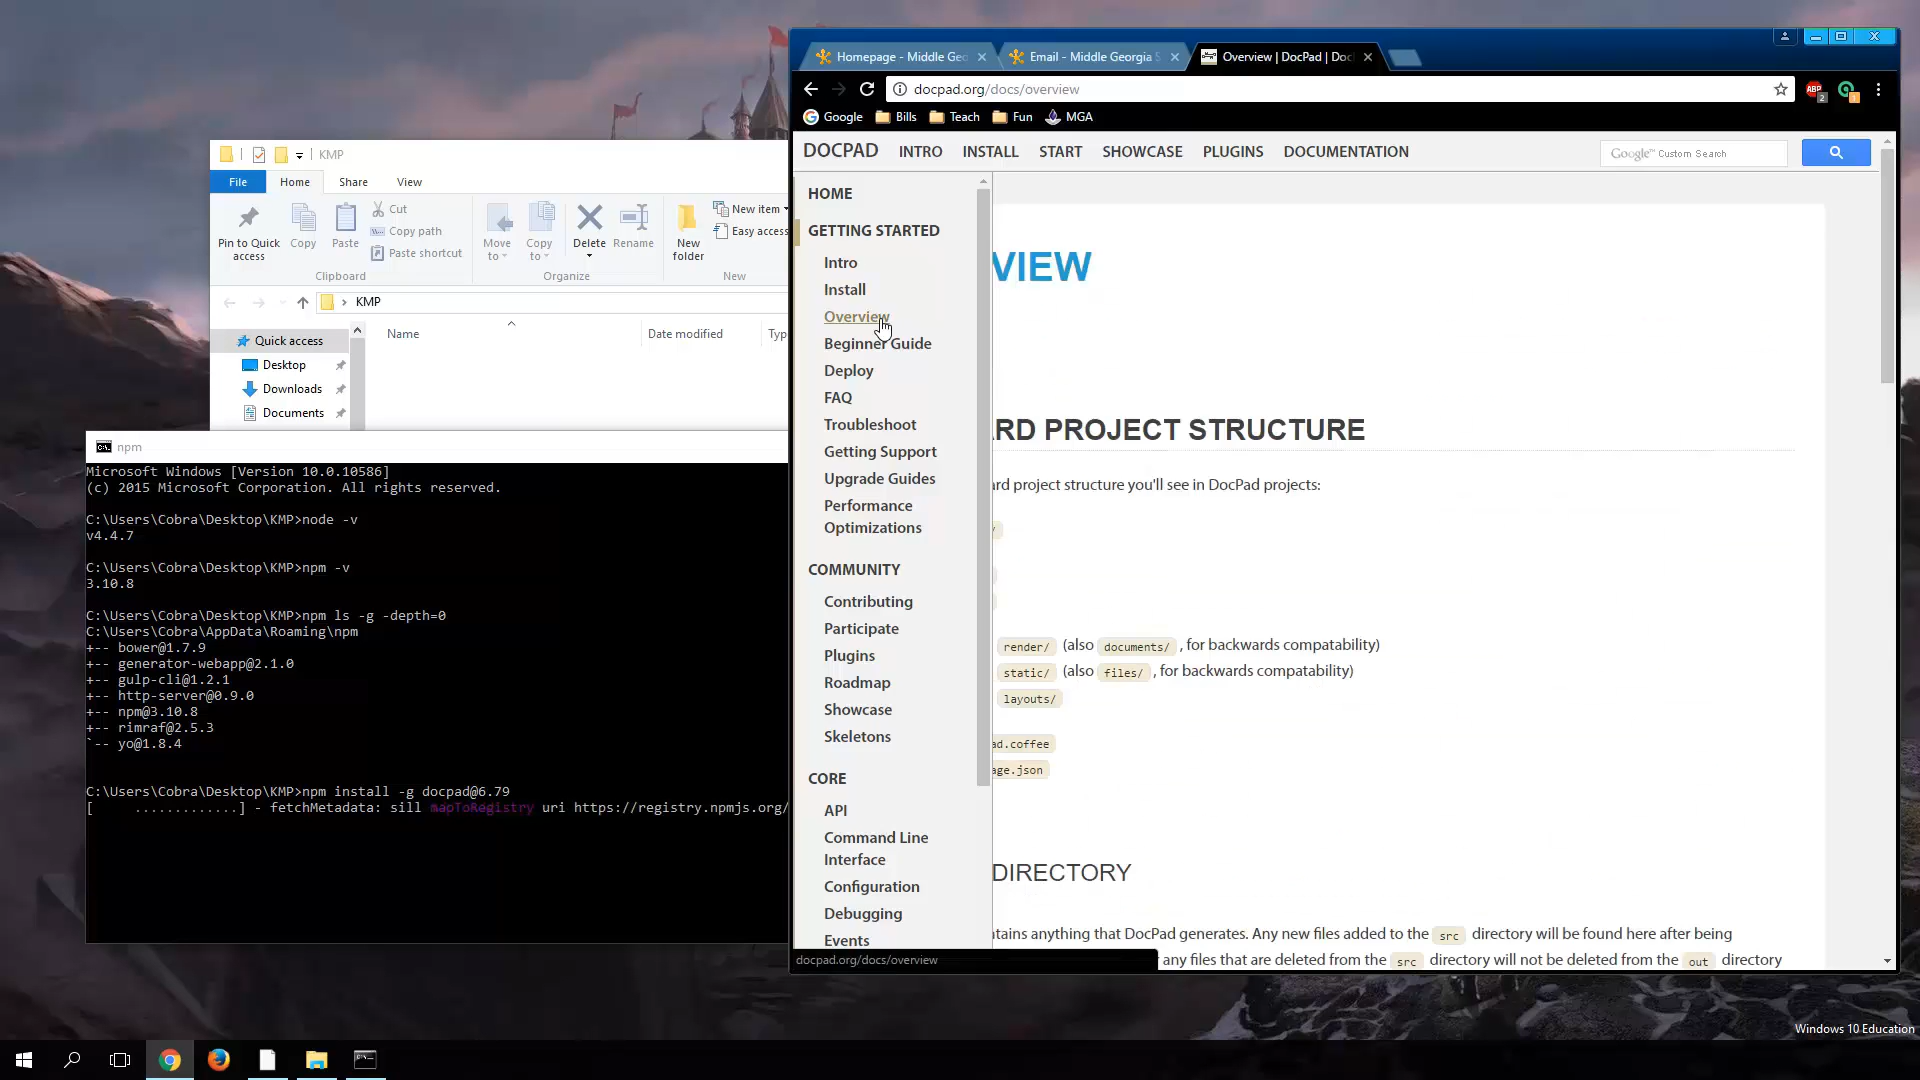 KMP
File Home Share View
Pin to Quick access
Copy
Paste
Cut
Copy path
Paste shortcut
Clipboard
Move to
Copy to
Delete
Rename
Organize
New folder
New item
Easy access
New
KMP
Name Date modified
Quick access
Desktop
Downloads
Documents
npm
Microsoft Windows [Version 10.0.10586]
(c) 2015 Microsoft Corporation. All rights reserved.
C:\Users\Cobra\Desktop\KMP>node -v
v4.4.7
C:\Users\Cobra\Desktop\KMP>npm -v
3.10.8
C:\Users\Cobra\Desktop\KMP>npm ls -g -depth=0
C:\Users\Cobra\AppData\Roaming\npm
+-- bower@1.7.9
+-- generator-webapp@2.1.0
+-- gulp-cli@1.2.1
+-- http-server@0.9.0
+-- npm@3.10.8
+-- rimraf@2.5.3
`-- yo@1.8.4
C:\Users\Cobra\Desktop\KMP>npm install -g docpad@6.79
[ .............] - fetchMetadata: sill mapToRegistry uri https://registry.npmjs.org/
Homepage - Middle Geo
Email - Middle Georgia S
Overview | DocPad | Doc
docpad.org/docs/overview
ABP 2
1
Google Bills Teach Fun MGA
DOCPAD INTRO INSTALL START SHOWCASE PLUGINS DOCUMENTATION
Google™ Custom Search
HOME
GETTING STARTED
Intro
Install
Overview
Beginner Guide
Deploy
FAQ
Troubleshoot
Getting Support
Upgrade Guides
Performance
Optimizations
COMMUNITY
Contributing
Participate
Plugins
Roadmap
Showcase
Skeletons
CORE
API
Command Line
Interface
Configuration
Debugging
Events
docpad.org/docs/overview
VIEW
RD PROJECT STRUCTURE
rd project structure you'll see in DocPad projects:
render/ (also documents/ , for backwards compatability)
static/ (also files/ , for backwards compatability)
layouts/
ad.coffee
age.json
DIRECTORY
tains anything that DocPad generates. Any new files added to the src directory will be found here after being
any files that are deleted from the src directory will not be deleted from the out directory
Windows 10 Education